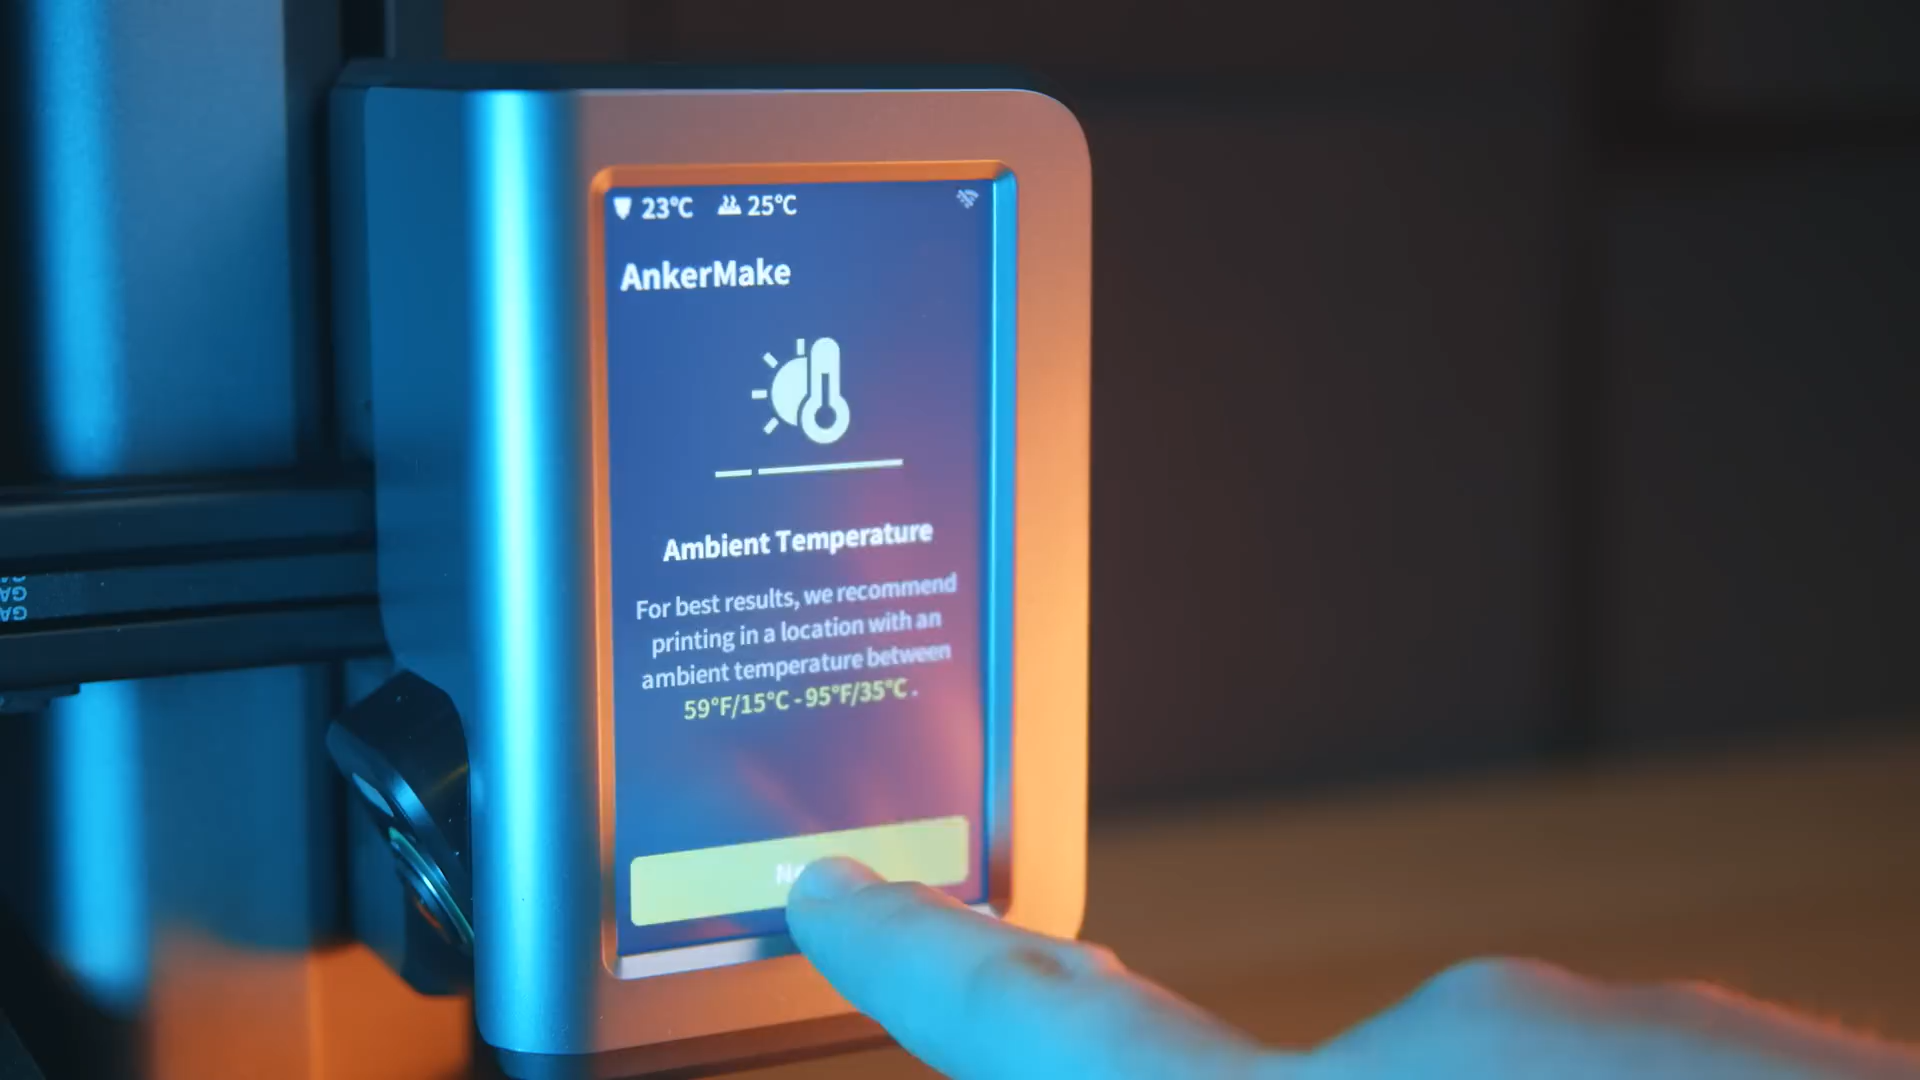 23°C 25°C
AnkerMake
Ambient Temperature
For best results, we recommend
printing in a location with an
ambient temperature between
59°F/15°C - 95°F/35°C .